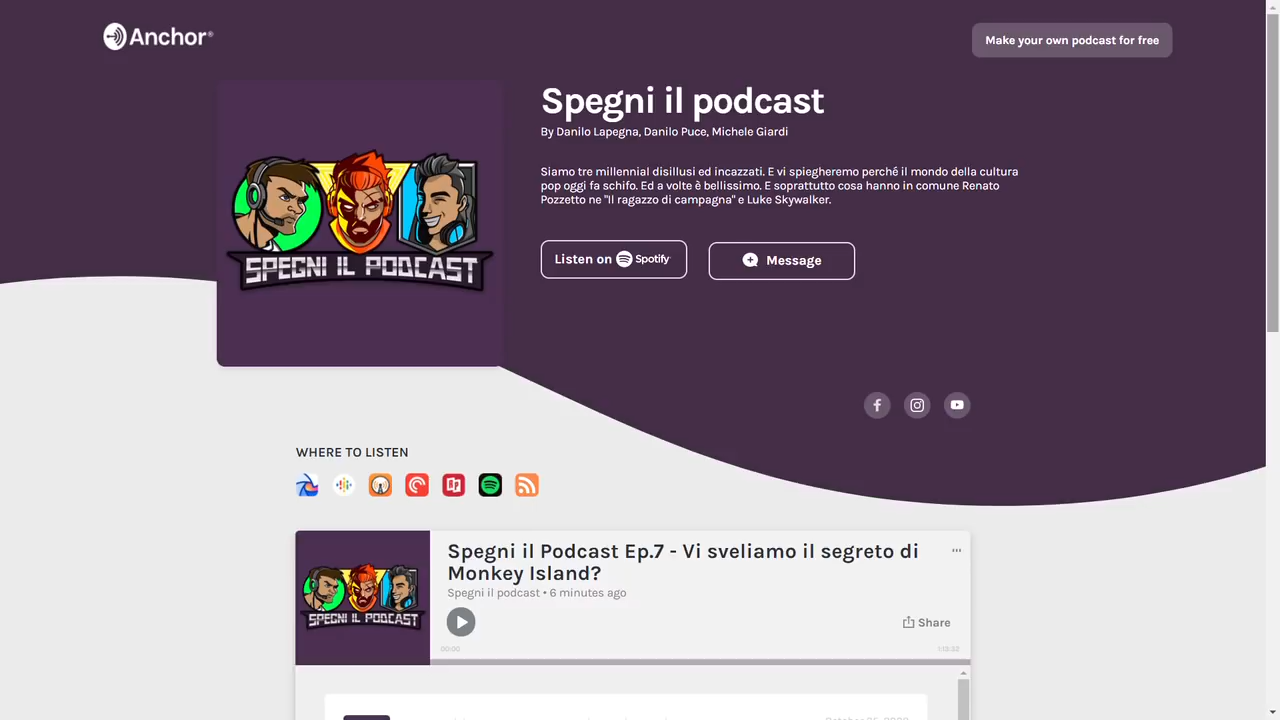 Anchor®
Make your own podcast for free
SPEGNI IL PODCAST
Spegni il podcast
By Danilo Lapegna, Danilo Puce, Michele Giardi
Siamo tre millennial disillusi ed incazzati. E vi spiegheremo perché il mondo della cultura
pop oggi fa schifo. Ed a volte è bellissimo. E soprattutto cosa hanno in comune Renato
Pozzetto ne "Il ragazzo di campagna" e Luke Skywalker.
Listen on Spotify
Message
WHERE TO LISTEN
SPEGNI IL PODCAST
Spegni il Podcast Ep.7 - Vi sveliamo il segreto di
Monkey Island?
Spegni il podcast • 6 minutes ago
Share
00:00